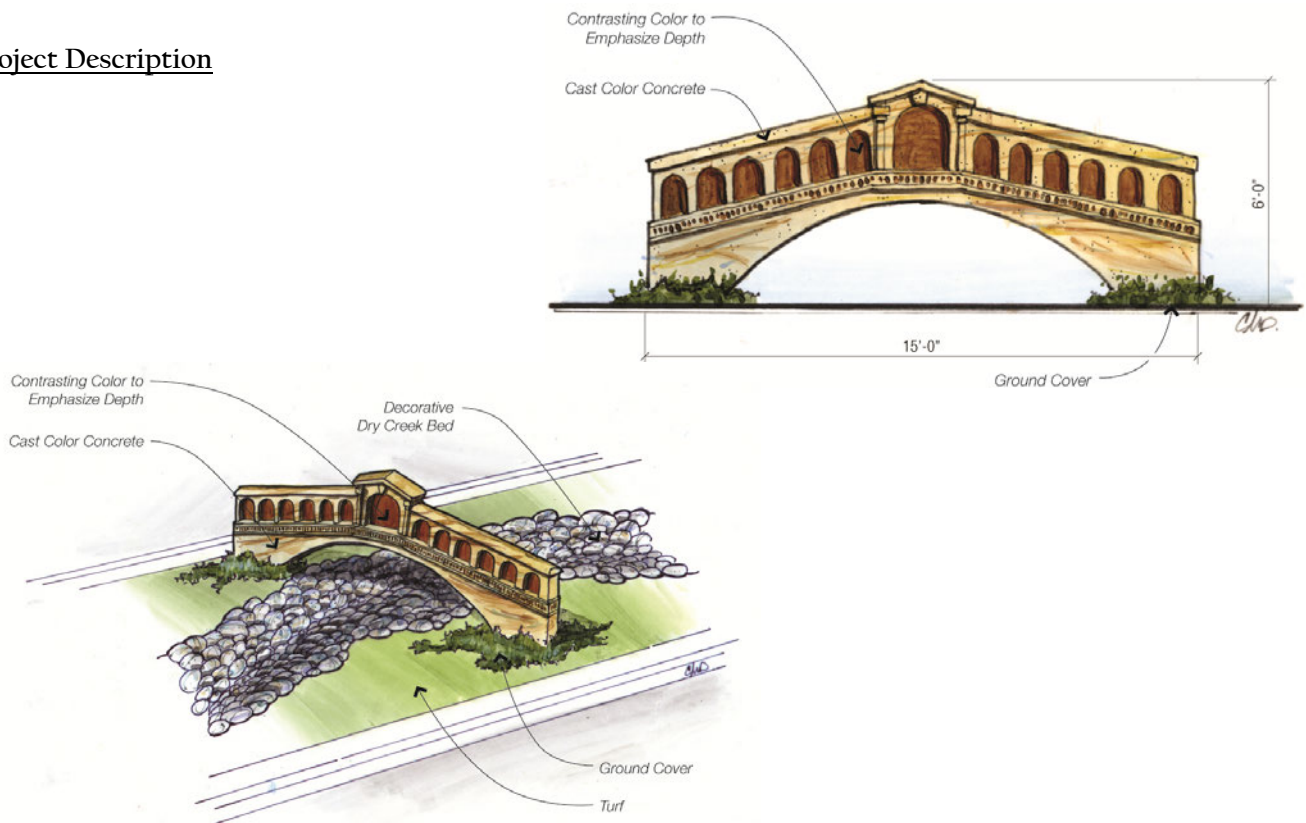 oject Description
Contrasting Color to
Emphasize Depth
Cast Color Concrete
6'-0"
15'-0"
Ground Cover
Contrasting Color to
Emphasize Depth
Cast Color Concrete
Decorative
Dry Creek Bed
Ground Cover
Turf